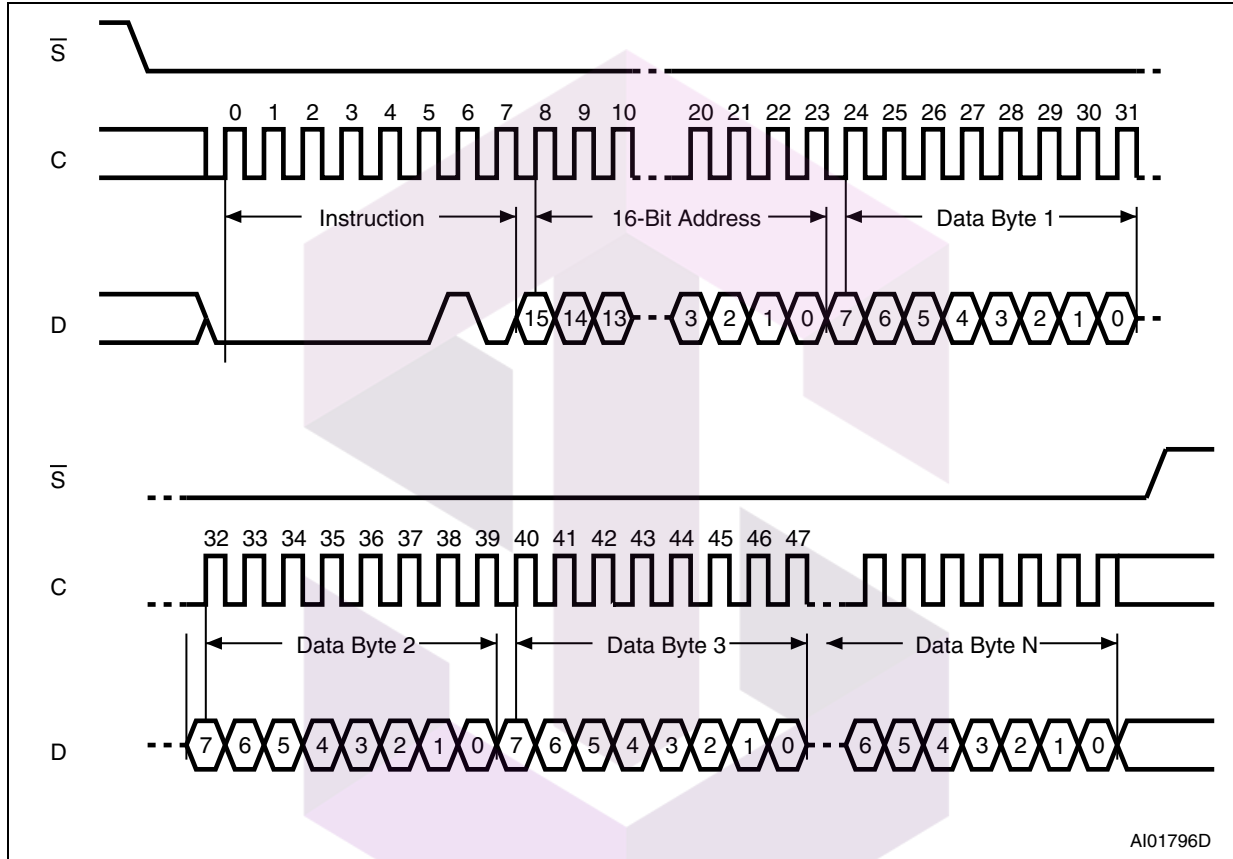 S̅
0 1 2 3 4 5 6 7 8 9 10 20 21 22 23 24 25 26 27 28 29 30 31
C
Instruction 16-Bit Address Data Byte 1
D
15 14 13 3 2 1 0 7 6 5 4 3 2 1 0
S̅
32 33 34 35 36 37 38 39 40 41 42 43 44 45 46 47
C
Data Byte 2 Data Byte 3 Data Byte N
D
7 6 5 4 3 2 1 0 7 6 5 4 3 2 1 0 6 5 4 3 2 1 0
AI01796D